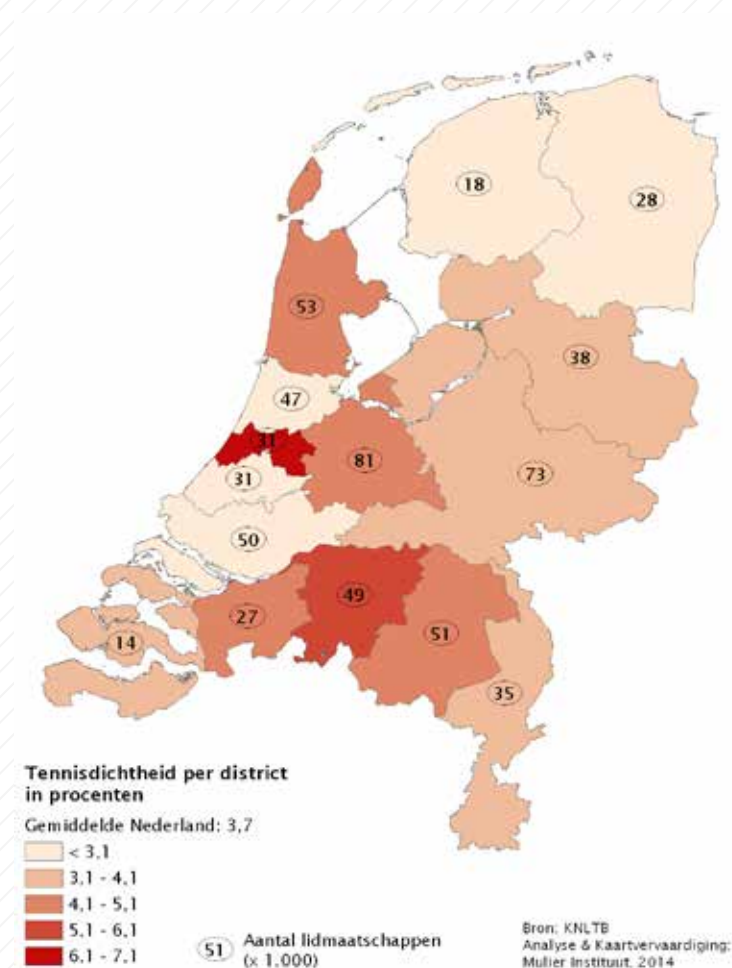 18
28
53
38
47
31
81
73
31
50
49
27
51
14
35
Tennisdichtheid per district
in procenten
Gemiddelde Nederland: 3,7
< 3,1
3,1 - 4,1
4,1 - 5,1
5,1 - 6,1
6,1 - 7,1
51 Aantal lidmaatschappen
(x 1.000)
Bron: KNLTB
Analyse & Kaartvervaardiging:
Mulier Instituut, 2014